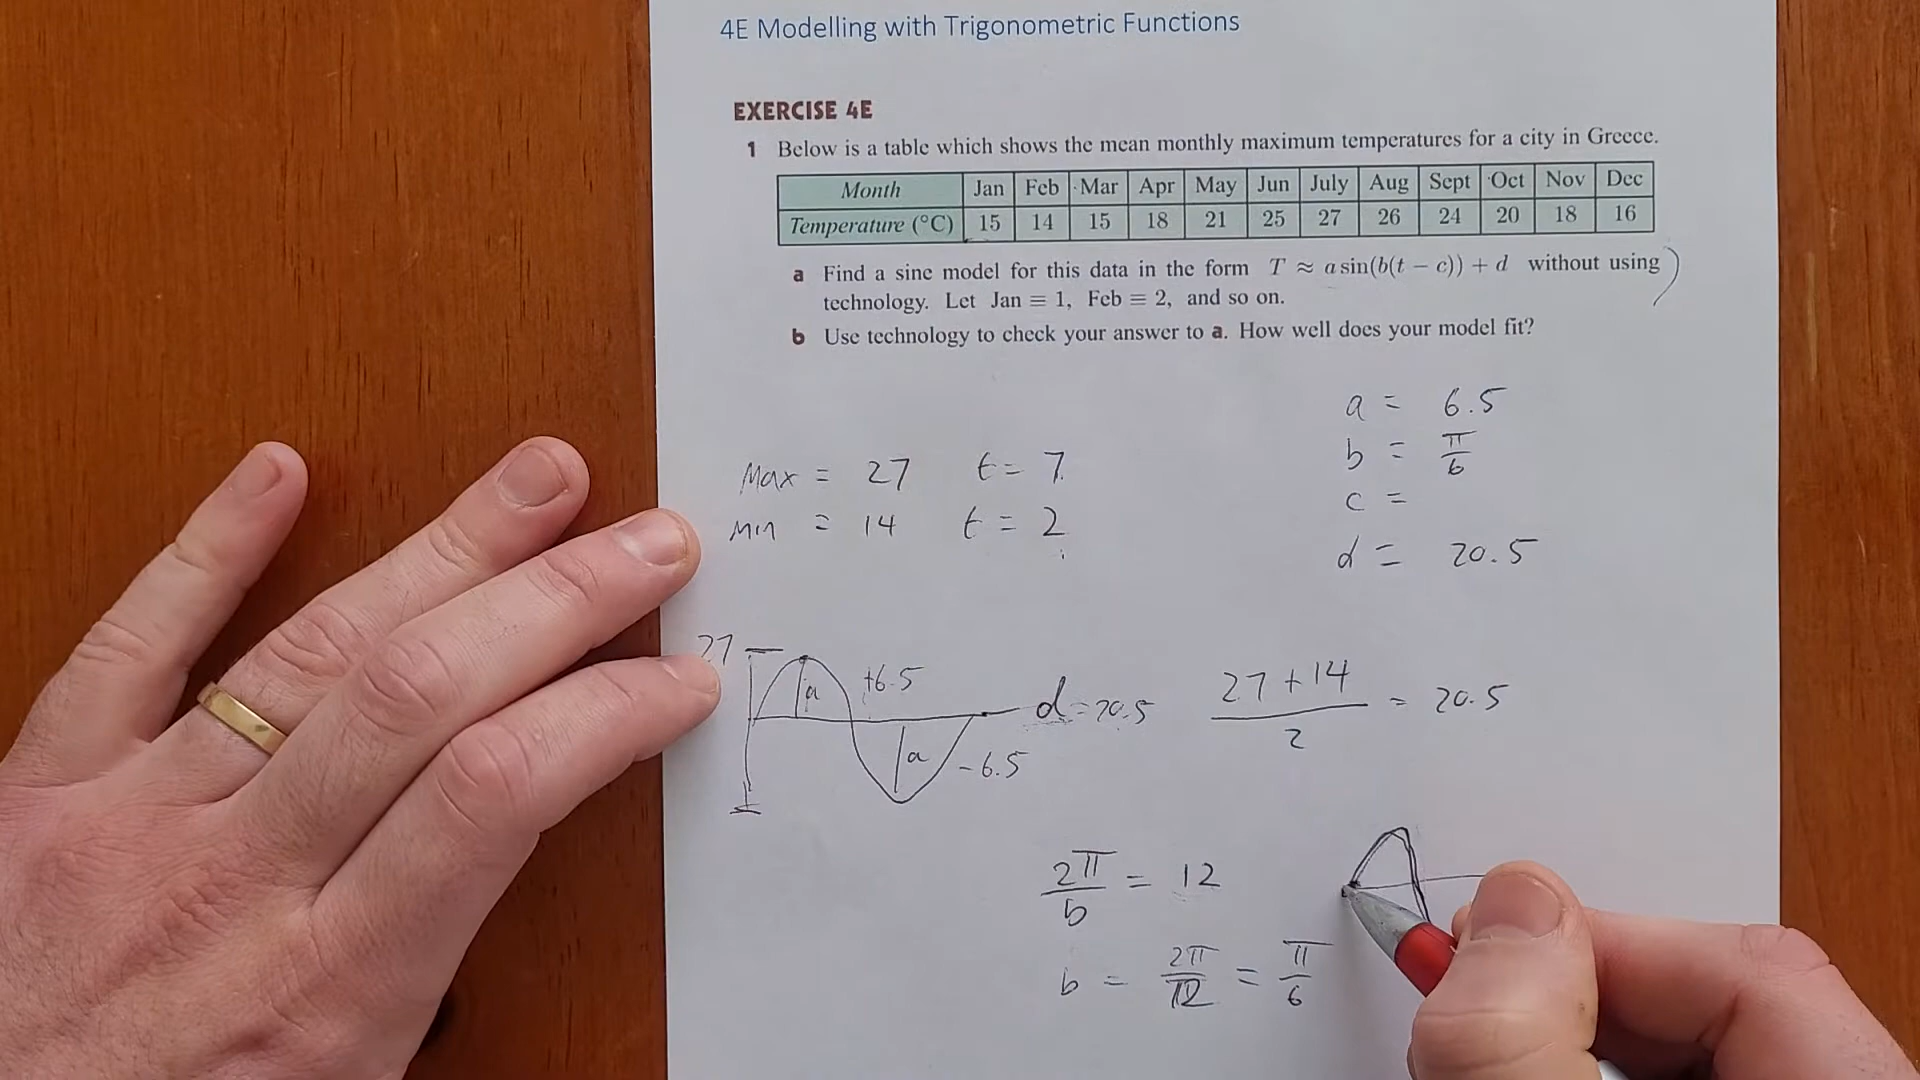 4E Modelling with Trigonometric Functions
EXERCISE 4E
1 Below is a table which shows the mean monthly maximum temperatures for a city in Greece.
Month Jan Feb Mar Apr May Jun July Aug Sept Oct Nov Dec
Temperature (°C) 15 14 15 18 21 25 27 26 24 20 18 16
a Find a sine model for this data in the form T ≈ a sin(b(t − c)) + d without using
technology. Let Jan ≡ 1, Feb ≡ 2, and so on.
b Use technology to check your answer to a. How well does your model fit?
a = 6.5
b = π/6
c =
d = 20.5
Max = 27 t = 7
Min = 14 t = 2
27
a +6.5
d = 20.5
a -6.5
27 + 14 / 2 = 20.5
2π/b = 12
b = 2π/12 = π/6